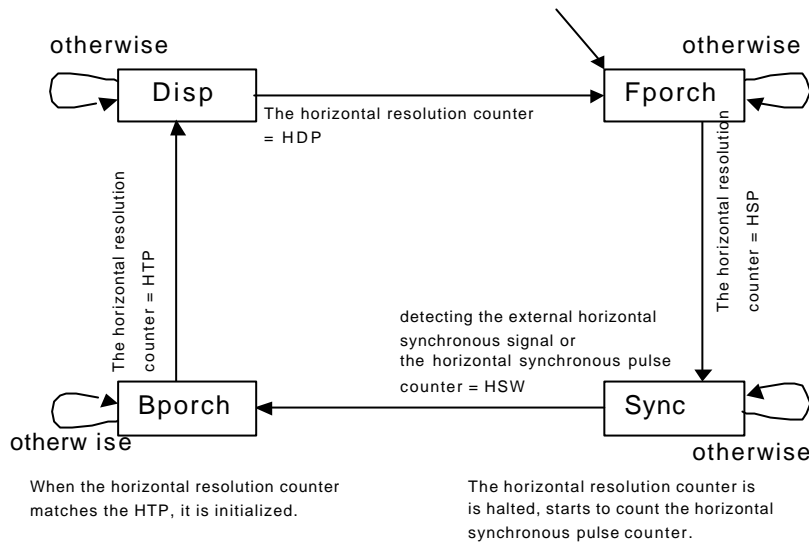 otherwise
otherwise
Disp
Fporch
The horizontal resolution counter
= HDP
The horizontal resolution
counter = HSP
The horizontal resolution
counter = HTP
detecting the external horizontal
synchronous signal or
the horizontal synchronous pulse
counter = HSW
Bporch
Sync
otherw ise
otherwise
When the horizontal resolution counter
matches the HTP, it is initialized.
The horizontal resolution counter is
is halted, starts to count the horizontal
synchronous pulse counter.